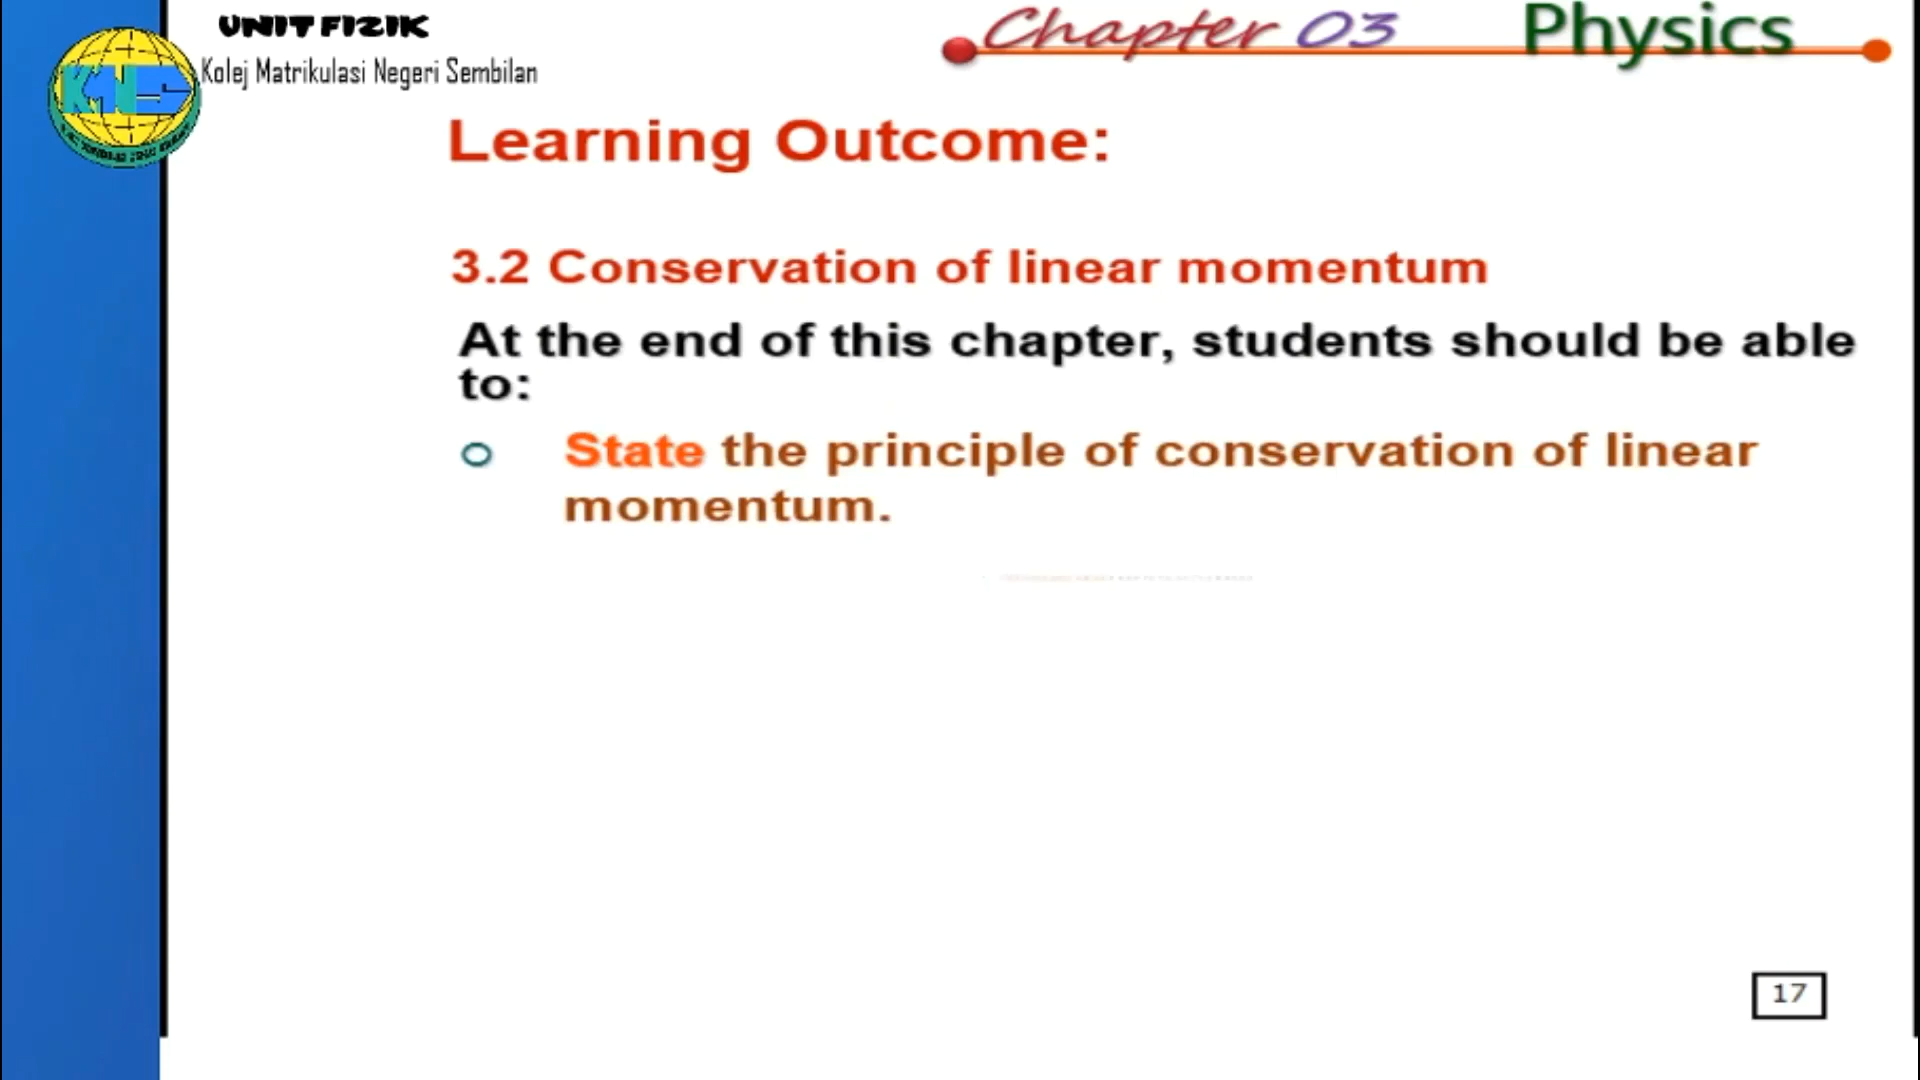 UNIT FIZIK
Kolej Matrikulasi Negeri Sembilan
Chapter 03 Physics
KMNS
Learning Outcome:
3.2 Conservation of linear momentum
At the end of this chapter, students should be able
to:
State the principle of conservation of linear
momentum.
17